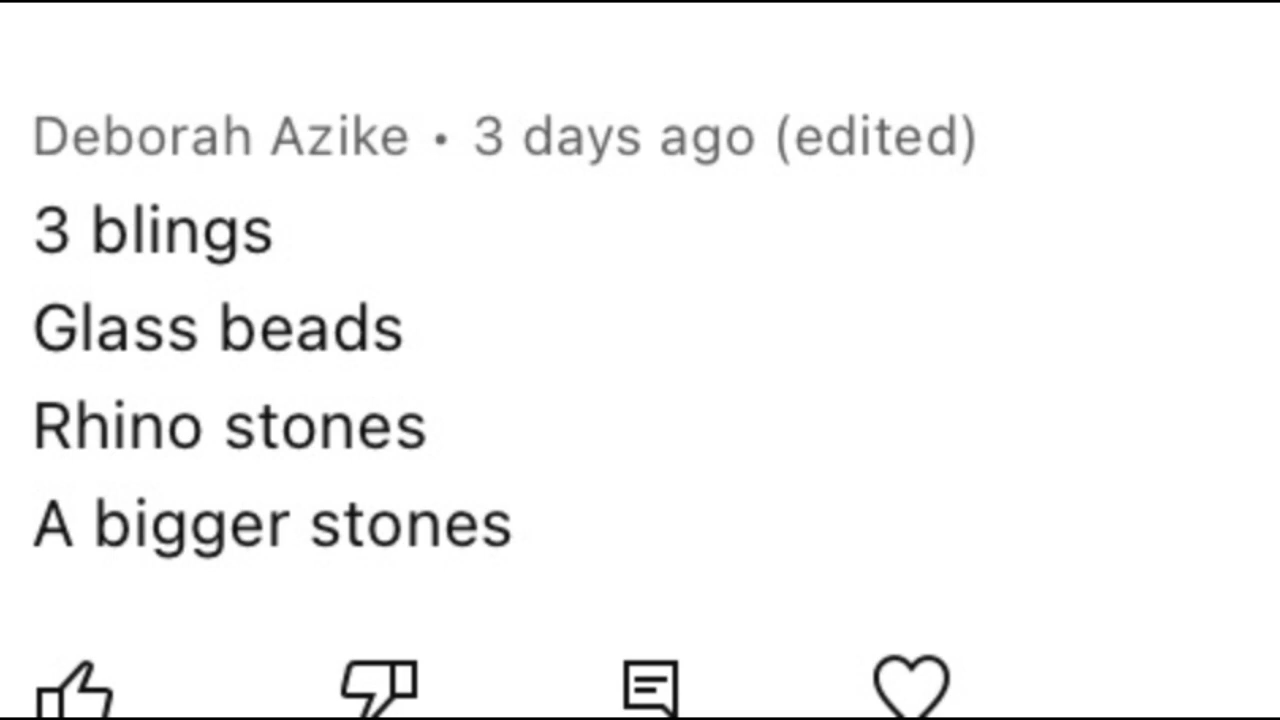 Deborah Azike • 3 days ago (edited)
3 blings
Glass beads
Rhino stones
A bigger stones